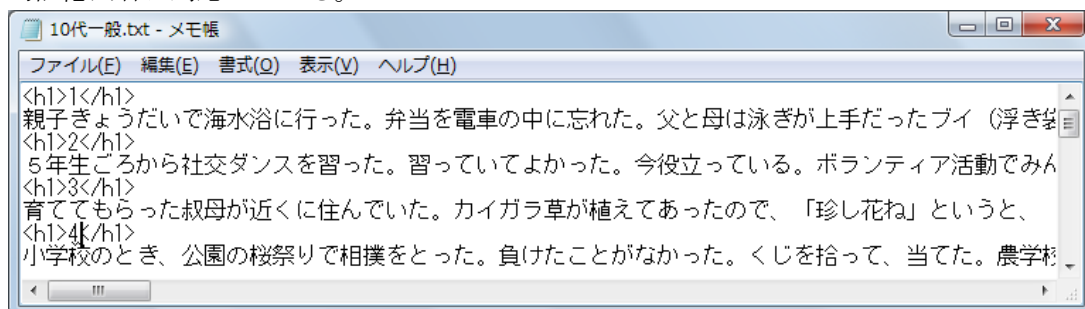 10代一般.txt - メモ帳
ファイル(F) 編集(E) 書式(O) 表示(V) ヘルプ(H)
<h1>1</h1>
親子きょうだいで海水浴に行った。弁当を電車の中に忘れた。父と母は泳ぎが上手だったブイ（浮き袋
<h1>2</h1>
５年生ごろから社交ダンスを習った。習っていてよかった。今役立っている。ボランティア活動でみん
<h1>3</h1>
育ててもらった叔母が近くに住んでいた。カイガラ草が植えてあったので、「珍し花ね」というと、
<h1>4</h1>
小学校のとき、公園の桜祭りで相撲をとった。負けたことがなかった。くじを拾って、当てた。農学校